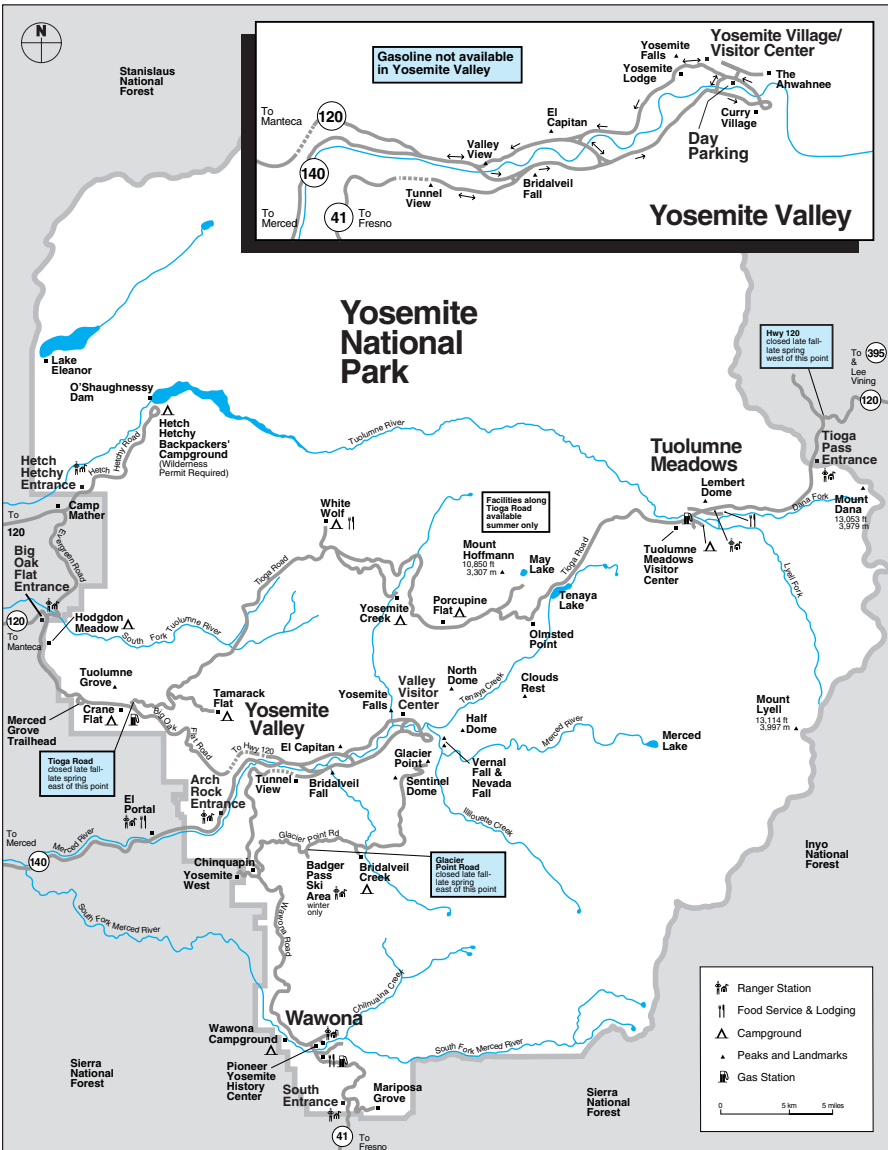 N
Stanislaus
National
Forest
Gasoline not available
in Yosemite Valley
Yosemite
Falls
Yosemite Village/
Visitor Center
Yosemite
Lodge
The
Ahwahnee
To
Manteca
120
El
Capitan
Curry
Village
Valley
View
Day
Parking
140
Tunnel
View
Bridalveil
Fall
To
Merced
41
To
Fresno
Yosemite Valley
Yosemite
National
Park
Hwy 120
closed late fall-
late spring
west of this point
To
&
Lee
Vining
395
120
Lake
Eleanor
O'Shaughnessy
Dam
Hetch
Hetchy
Backpackers'
Campground
(Wilderness
Permit Required)
Tuolumne River
Hetch Hetchy Road
Hetch
Hetchy
Entrance
Tuolumne
Meadows
Tioga
Pass
Entrance
Lembert
Dome
Dana Fork
Mount
Dana
13,053 ft
3,979 m
Camp
Mather
To
120
White
Wolf
Facilities along
Tioga Road
available
summer only
Evergreen Road
Big
Oak
Flat
Entrance
Mount
Hoffmann
10,850 ft
3,307 m
May
Lake
Tioga Road
Tuolumne
Meadows
Visitor
Center
Lyell Fork
Tioga Road
Tenaya
Lake
Yosemite
Creek
Porcupine
Flat
Olmsted
Point
120
To
Manteca
Hodgdon
Meadow
South Fork Tuolumne River
Tuolumne
Grove
North
Dome
Tenaya Creek
Clouds
Rest
Valley
Visitor
Center
Yosemite
Falls
Tamarack
Flat
Yosemite
Valley
Crane
Flat
Big Oak Flat Road
Merced
Grove
Trailhead
Mount
Lyell
13,114 ft
3,997 m
Half
Dome
Merced River
Merced
Lake
To Hwy 120
El Capitan
Glacier
Point
Vernal
Fall &
Nevada
Fall
Tioga Road
closed late fall-
late spring
east of this point
Arch
Rock
Entrance
Tunnel
View
Bridalveil
Fall
Sentinel
Dome
El
Portal
Illilouette Creek
To
Merced
140
Merced River
Glacier Point Rd
Chinquapin
Yosemite
West
Badger
Pass
Ski
Area
winter
only
Bridalveil
Creek
Glacier
Point Road
closed late fall-
late spring
east of this point
Inyo
National
Forest
South Fork Merced River
Wawona Road
Chilnualna Creek
Wawona
Wawona
Campground
South Fork Merced River
Pioneer
Yosemite
History
Center
Sierra
National
Forest
South
Entrance
Mariposa
Grove
Sierra
National
Forest
41
To
Fresno
Ranger Station
Food Service & Lodging
Campground
Peaks and Landmarks
Gas Station
0 5 km 5 miles